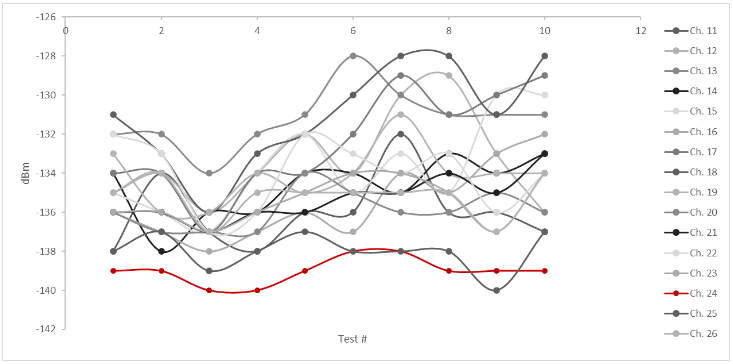 -126
0 2 4 6 8 10 12
-128
-130
-132
-134
-136
-138
-140
-142
dBm
Test #
Ch. 11
Ch. 12
Ch. 13
Ch. 14
Ch. 15
Ch. 16
Ch. 17
Ch. 18
Ch. 19
Ch. 20
Ch. 21
Ch. 22
Ch. 23
Ch. 24
Ch. 25
Ch. 26